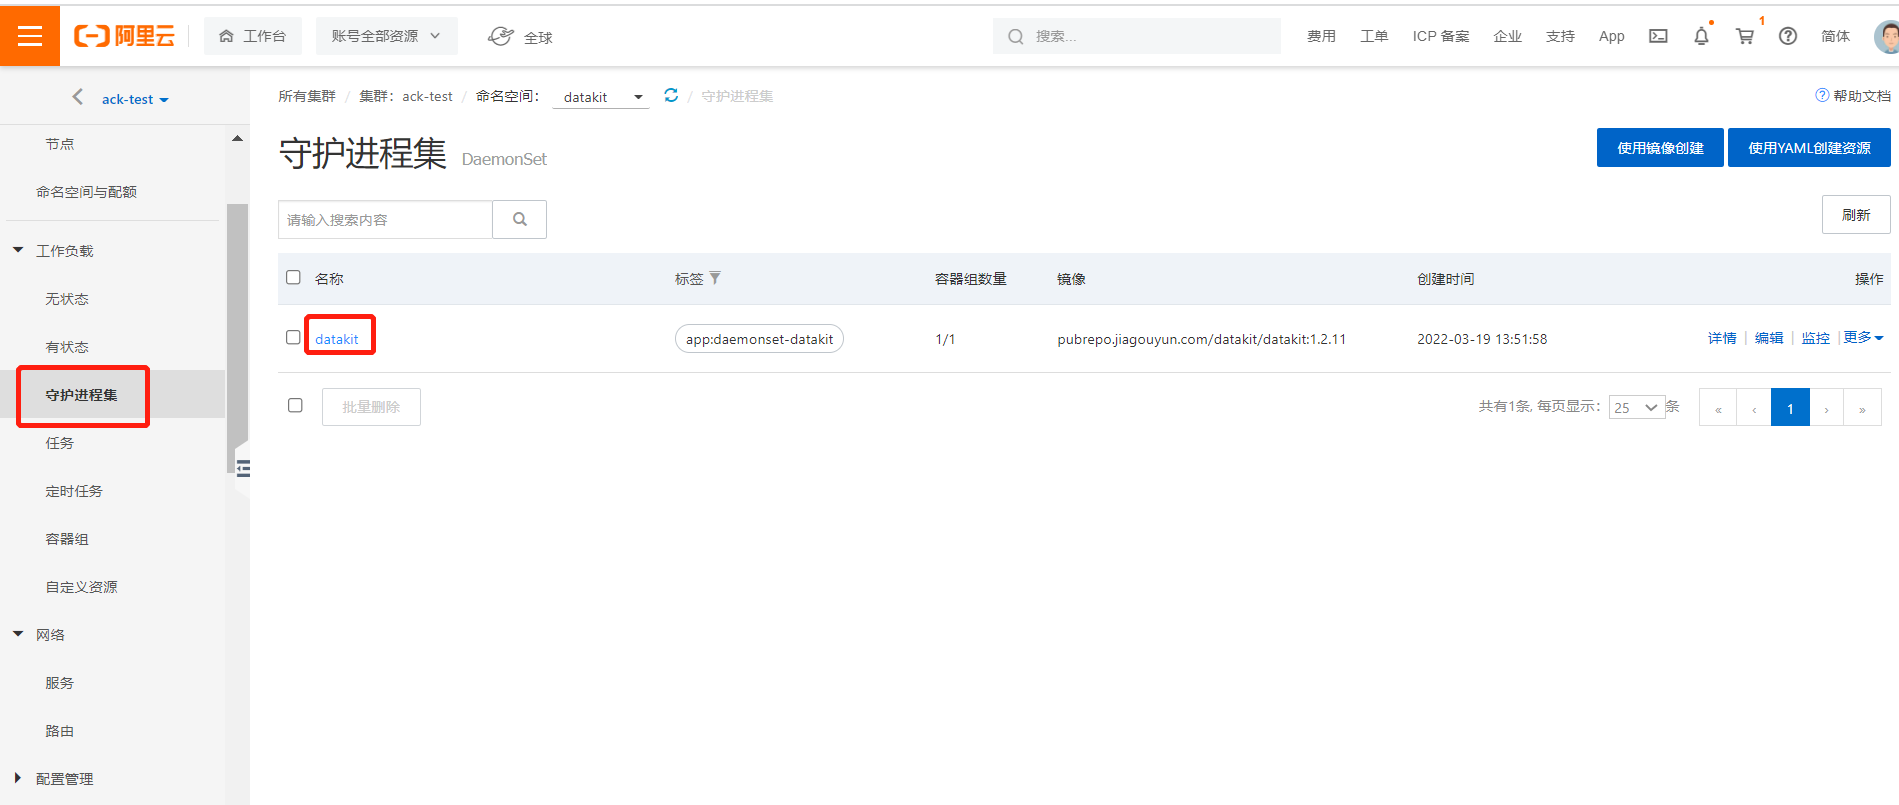 阿里云 工作台 账号全部资源 全球 搜索... 费用 工单 ICP 备案 企业 支持 App 1 简体
ack-test
所有集群 / 集群：ack-test / 命名空间： datakit / 守护进程集 帮助文档
节点
命名空间与配额
工作负载
无状态
有状态
守护进程集
任务
定时任务
容器组
自定义资源
网络
服务
路由
配置管理
守护进程集 DaemonSet 使用镜像创建 使用YAML创建资源
请输入搜索内容 刷新
名称 标签 容器组数量 镜像 创建时间 操作
datakit app:daemonset-datakit 1/1 pubrepo.jiagouyun.com/datakit/datakit:1.2.11 2022-03-19 13:51:58 详情 | 编辑 | 监控 | 更多
批量删除 共有1条, 每页显示： 25 条 « ‹ 1 › »